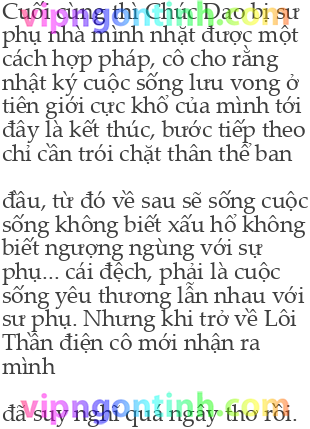 Cuối cùng thì Thúc Dao bị sư
phụ nhà mình nhặt được một
cách hợp pháp, cô cho rằng
nhật ký cuộc sống lưu vong ở
tiên giới cực khổ của mình tới
đây là kết thúc, bước tiếp theo
chỉ cần trói chặt thân thể ban
đầu, từ đó về sau sẽ sống cuộc
sống không biết xấu hổ không
biết ngượng ngùng với sự
phụ... cái đệch, phải là cuộc
sống yêu thương lẫn nhau với
sư phụ. Nhưng khi trở về Lôi
Thần điện cô mới nhận ra
mình
đã suy nghĩ quá ngây thơ rồi.
vipngontinh.com
vipngontinh.com